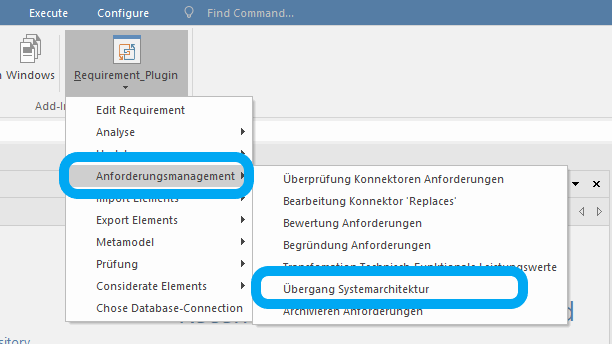 Execute Configure Find Command...
Windows
Requirement_Plugin
Add-In
Edit Requirement
Analyse
Anforderungsmanagement
Import Elements
Export Elements
Metamodel
Prüfung
Considerate Elements
Chose Database-Connection
Überprüfung Konnektoren Anforderungen
Bearbeitung Konnektor 'Replaces'
Bewertung Anforderungen
Begründung Anforderungen
Transformation Technisch-Funktionale Leistungswerte
Übergang Systemarchitektur
Archivieren Anforderungen